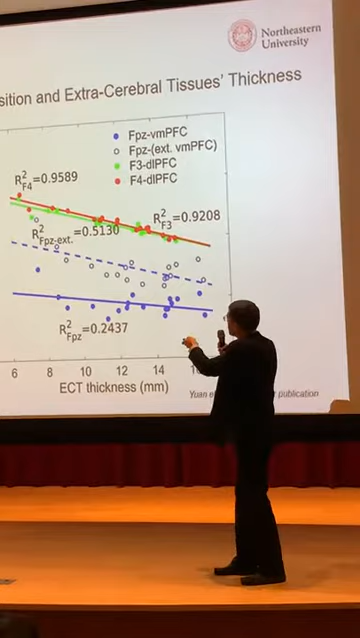 Northeastern
University
sition and Extra-Cerebral Tissues' Thickness
Fpz-vmPFC
Fpz-(ext. vmPFC)
F3-dlPFC
F4-dlPFC
R²F4=0.9589
R²F3=0.9208
R²Fpz-ext.=0.5130
R²Fpz=0.2437
6 8 10 12 14
ECT thickness (mm)
Yuan publication